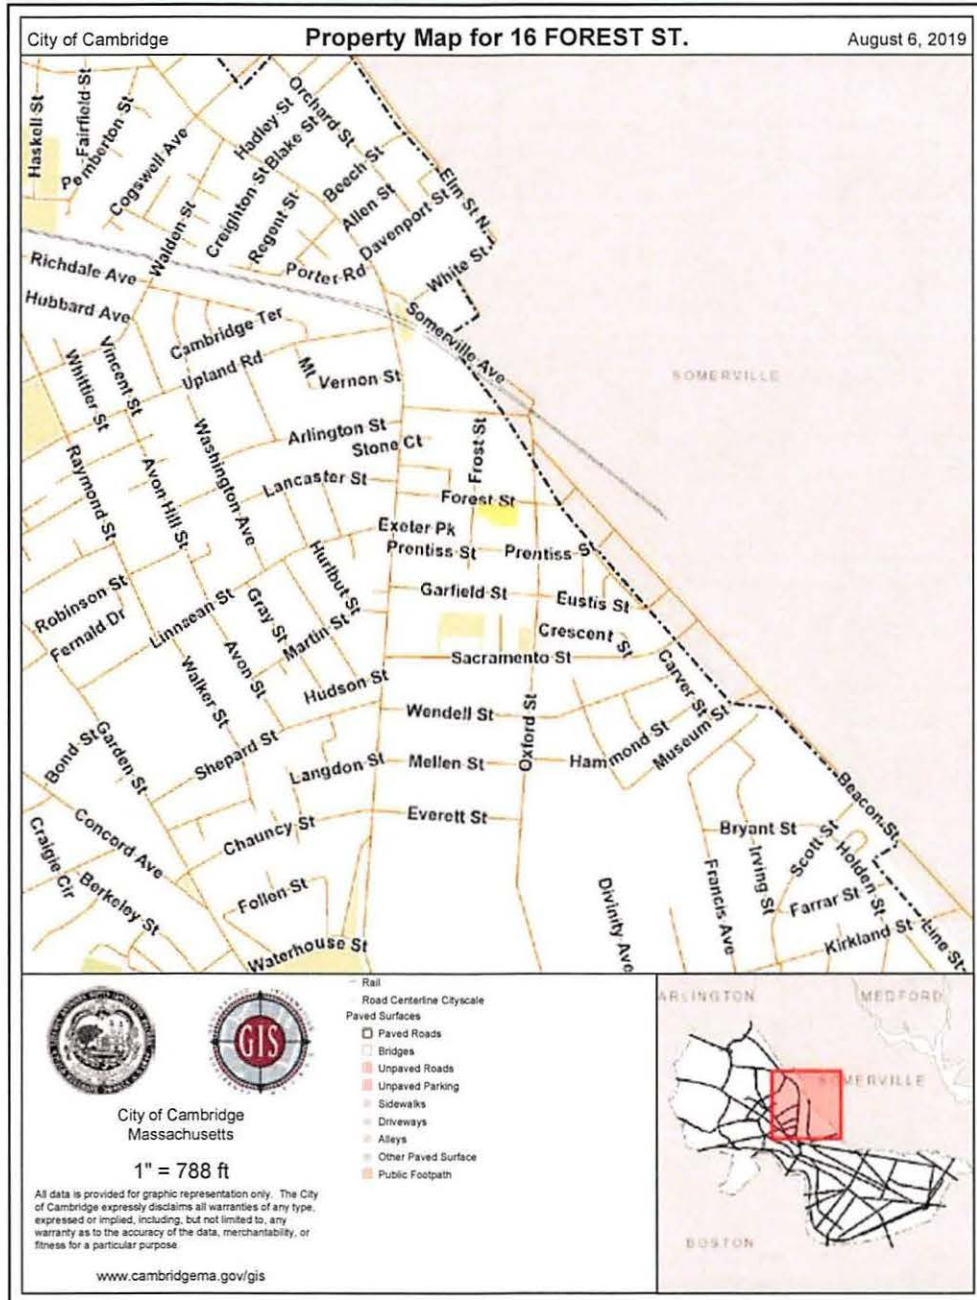 City of Cambridge
Property Map for 16 FOREST ST.
August 6, 2019
Haskell St
Fairfield St
Pemberton St
Cogswell Ave
Hadley St
Orchard St
Blake St
Creighton St
Regent St
Beech St
Allen St
Davenport St
Elm St N
White St
Walden St
Porter Rd
Richdale Ave
Hubbard Ave
Somerville Ave
Cambridge Ter
Upland Rd
Mt
Vernon St
SOMERVILLE
Whittier St
Vincent St
Arlington St
Stone Ct
Frost St
Raymond St
Avon Hill St
Washington Ave
Lancaster St
Forest St
Exeter Pk
Prentiss St
Prentiss S
Hurlbut St
Garfield St
Eustis St
Robinson St
Fernald Dr
Linnaean St
Gray St
Martin St
Crescent St
Sacramento St
Avon St
Walker St
Hudson St
Wendell St
Oxford St
Carver St
Museum St
Hammond St
Bond St
Garden St
Shepard St
Langdon St
Mellen St
Everett St
Chauncy St
Concord Ave
Craigie Cir
Berkeley St
Follen St
Waterhouse St
Divinity Ave
Francis Ave
Bryant St
Irving St
Scott St
Beacon St
Holden St
Farrar St
Kirkland St
Line St
GIS
City of Cambridge
Massachusetts
1" = 788 ft
All data is provided for graphic representation only. The City
of Cambridge expressly disclaims all warranties of any type,
expressed or implied, including, but not limited to, any
warranty as to the accuracy of the data, merchantability, or
fitness for a particular purpose.
www.cambridgema.gov/gis
Rail
Road Centerline Cityscale
Paved Surfaces
Paved Roads
Bridges
Unpaved Roads
Unpaved Parking
Sidewalks
Driveways
Alleys
Other Paved Surface
Public Footpath
ARLINGTON
MEDFORD
SOMERVILLE
BOSTON